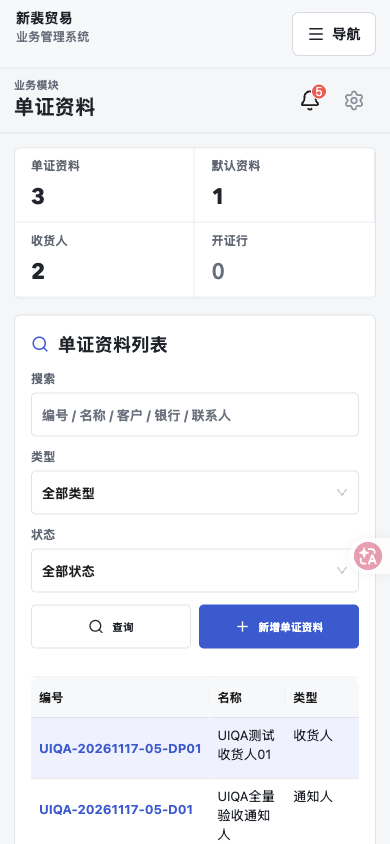 新裴贸易
业务管理系统
导航
业务模块
单证资料
5
单证资料
3
默认资料
1
收货人
2
开证行
0
单证资料列表
搜索
编号 / 名称 / 客户 / 银行 / 联系人
类型
全部类型
状态
全部状态
查询
新增单证资料
编号 名称 类型
UIQA-20261117-05-DP01 UIQA测试 收货人
收货人01
UIQA-20261117-05-D01 UIQA全量 通知人
验收通知
人